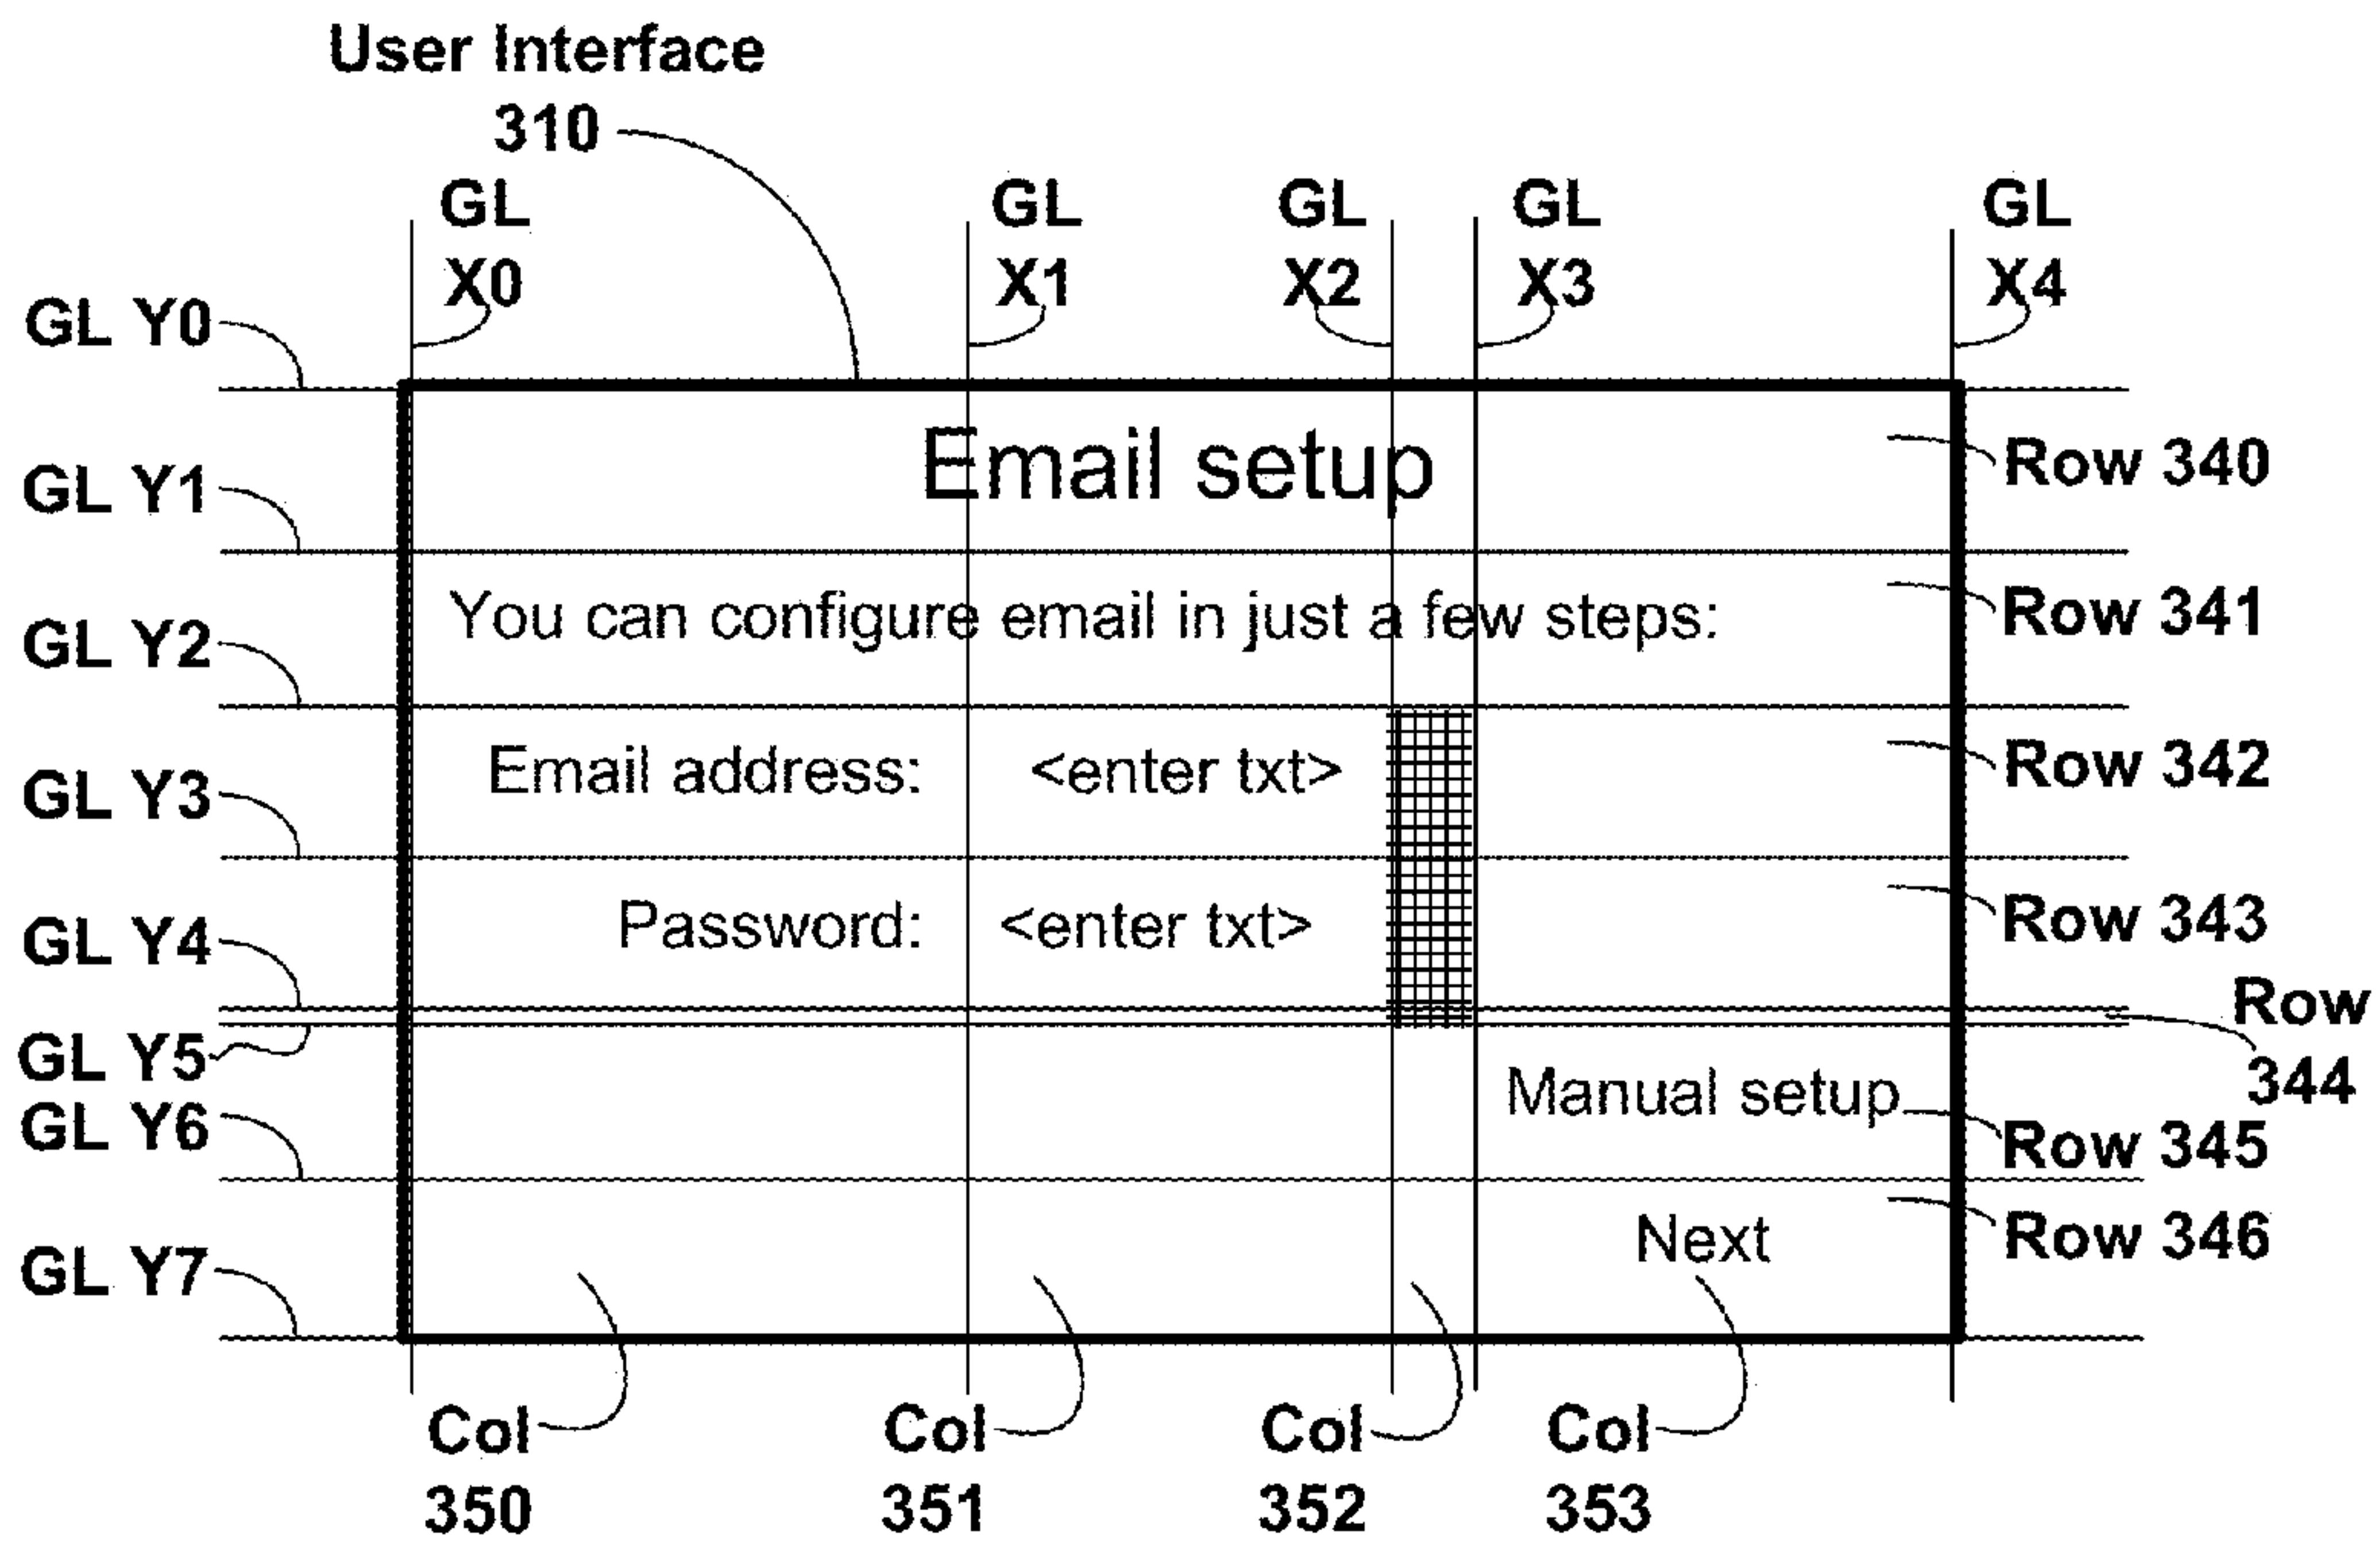 User Interface
310
GL X0
GL X1
GL X2
GL X3
GL X4
GL Y0
Email setup
Row 340
GL Y1
You can configure email in just a few steps:
Row 341
GL Y2
Email address: <enter txt>
Row 342
GL Y3
Password: <enter txt>
Row 343
GL Y4
Row 344
GL Y5
Manual setup
GL Y6
Row 345
Next
Row 346
GL Y7
Col 350
Col 351
Col 352
Col 353